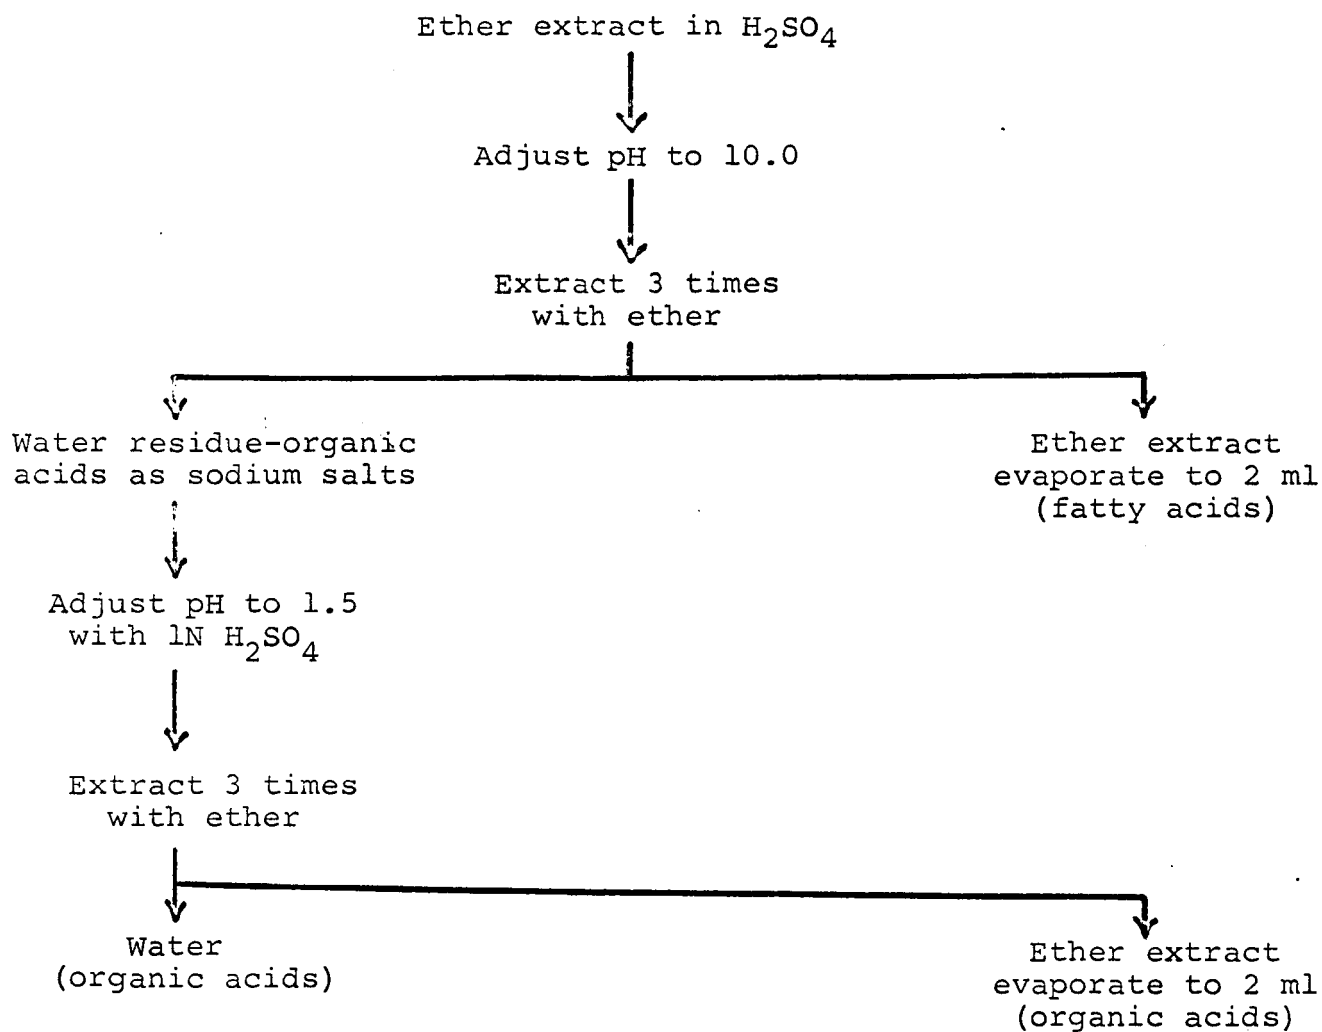 Ether extract in H2SO4
Adjust pH to 10.0
Extract 3 times
with ether
Water residue-organic
acids as sodium salts
Ether extract
evaporate to 2 ml
(fatty acids)
Adjust pH to 1.5
with 1N H2SO4
Extract 3 times
with ether
Water
(organic acids)
Ether extract
evaporate to 2 ml
(organic acids)